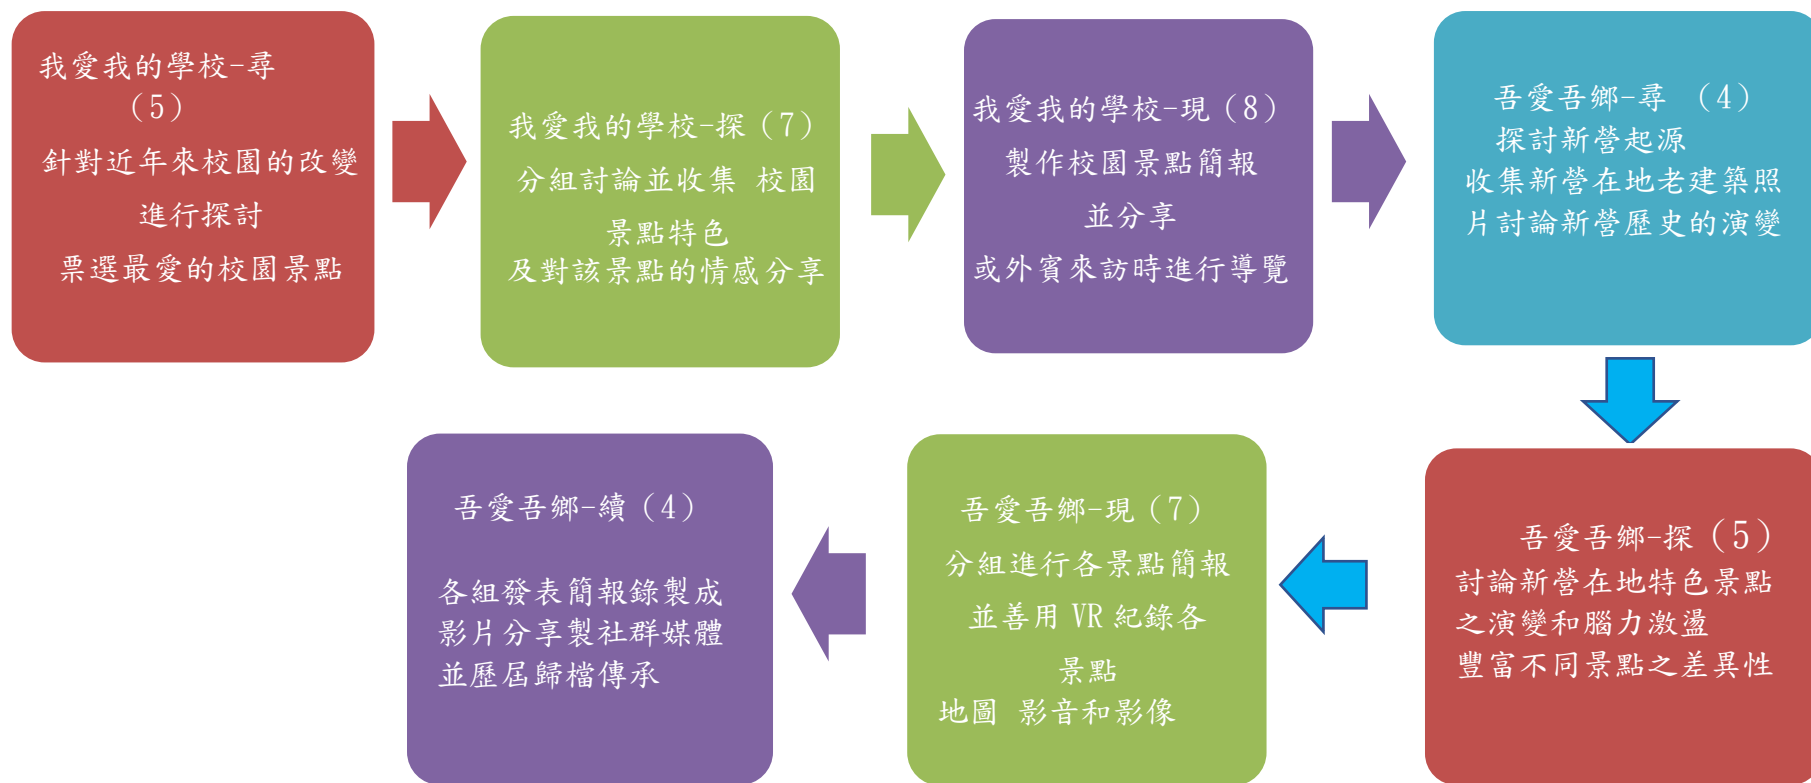 我愛我的學校-尋
（5）
針對近年來校園的改變
進行探討
票選最愛的校園景點
我愛我的學校-探（7）
分組討論並收集 校園
景點特色
及對該景點的情感分享
我愛我的學校-現（8）
製作校園景點簡報
並分享
或外賓來訪時進行導覽
吾愛吾鄉-尋 （4）
探討新營起源
收集新營在地老建築照
片討論新營歷史的演變
吾愛吾鄉-探（5）
討論新營在地特色景點
之演變和腦力激盪
豐富不同景點之差異性
吾愛吾鄉-現（7）
分組進行各景點簡報
並善用 VR 紀錄各
景點
地圖 影音和影像
吾愛吾鄉-續（4）
各組發表簡報錄製成
影片分享製社群媒體
並歷屆歸檔傳承